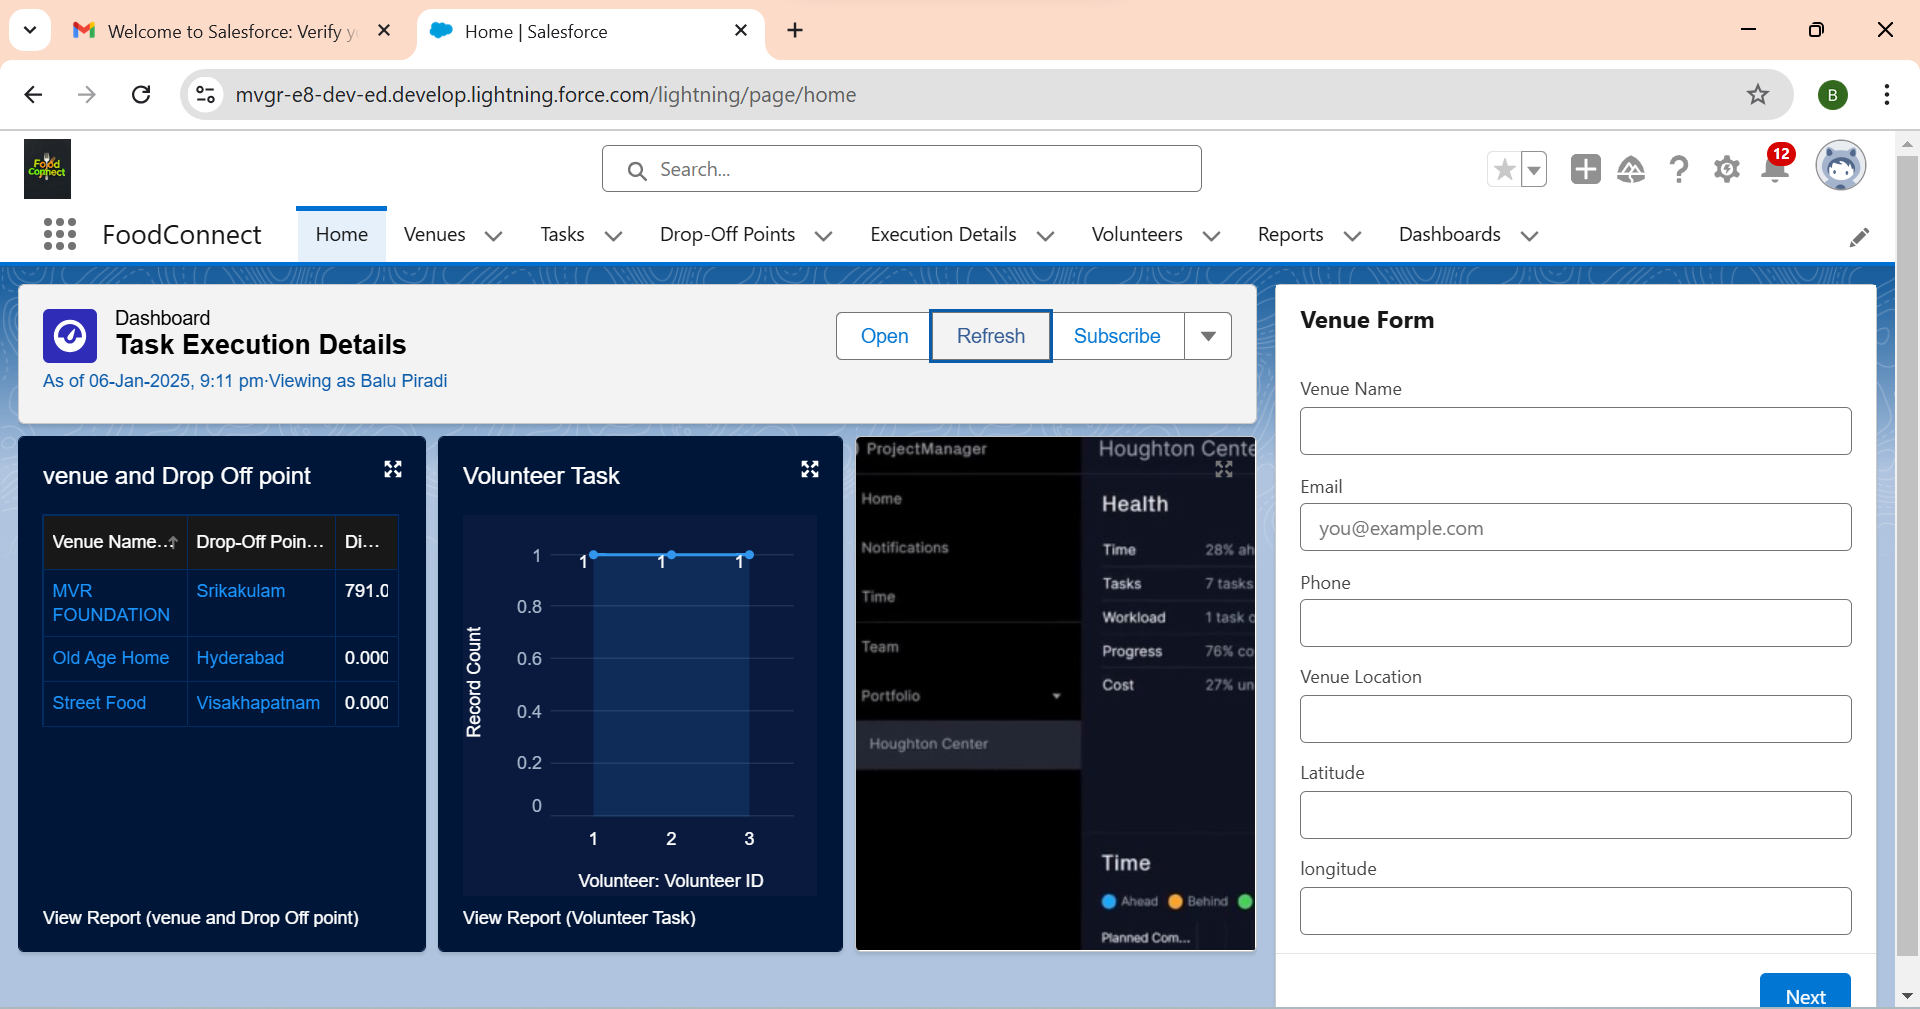 Welcome to Salesforce: Verify y
Home | Salesforce
mvgr-e8-dev-ed.develop.lightning.force.com/lightning/page/home
B
Food
Connect
Search...
12
FoodConnect
Home
Venues
Tasks
Drop-Off Points
Execution Details
Volunteers
Reports
Dashboards
Dashboard
Task Execution Details
As of 06-Jan-2025, 9:11 pm·Viewing as Balu Piradi
Open
Refresh
Subscribe
venue and Drop Off point
Venue Name... Drop-Off Poin... Di...
MVR FOUNDATION Srikakulam 791.0
Old Age Home Hyderabad 0.000
Street Food Visakhapatnam 0.000
View Report (venue and Drop Off point)
Volunteer Task
Record Count
1
0.8
0.6
0.4
0.2
0
1 1 1
1 2 3
Volunteer: Volunteer ID
View Report (Volunteer Task)
ProjectManager
Home
Notifications
Time
Team
Portfolio
Houghton Center
Houghton Cente
Health
Time 28% ah
Tasks 7 tasks
Workload 1 task
Progress 76% co
Cost 27% un
Time
Ahead Behind
Planned Com...
Venue Form
Venue Name
Email
you@example.com
Phone
Venue Location
Latitude
longitude
Next